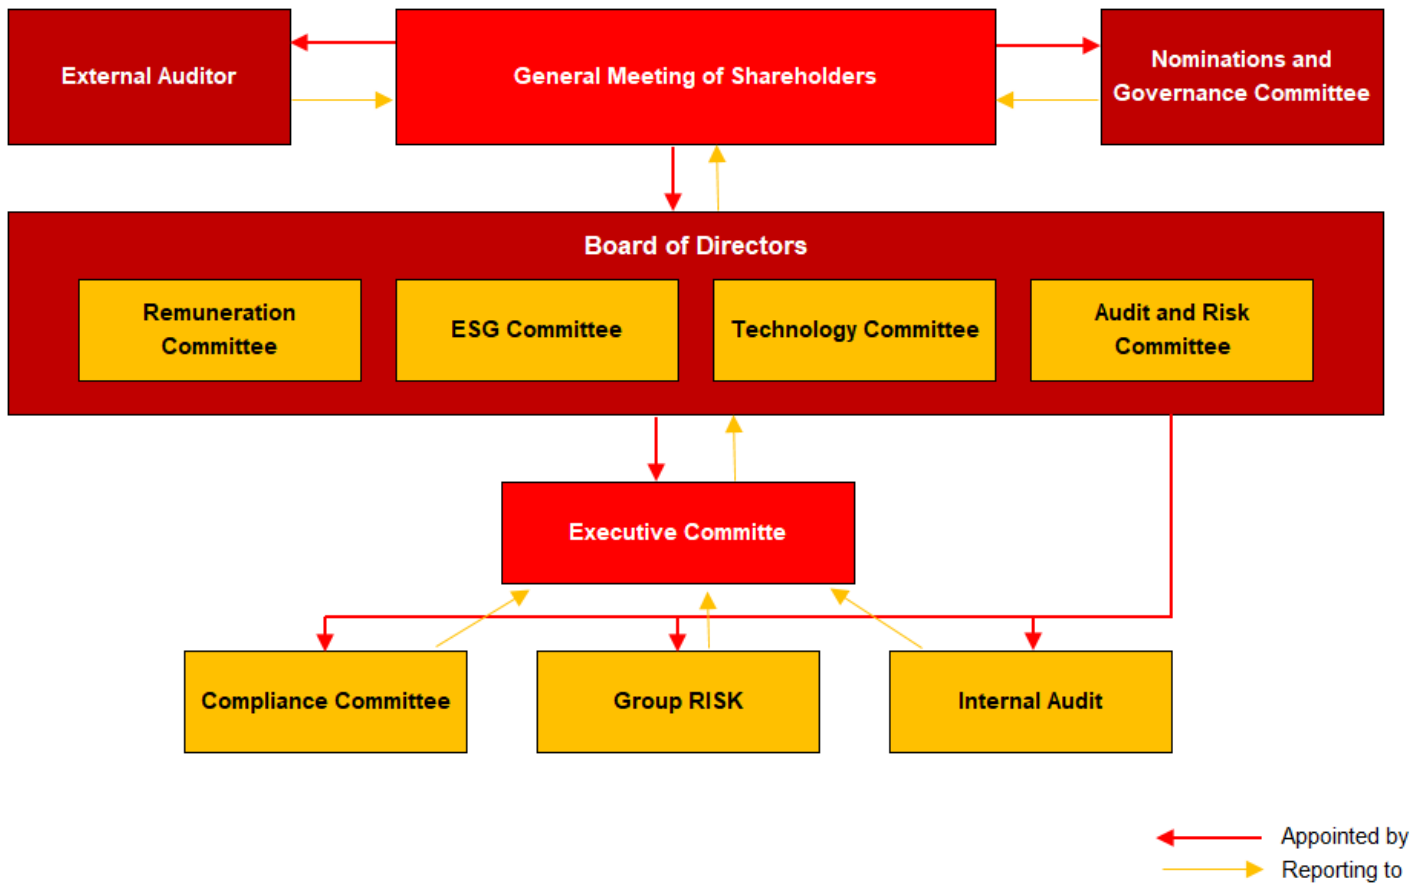 External Auditor
General Meeting of Shareholders
Nominations and
Governance Committee
Board of Directors
Remuneration
Committee
ESG Committee
Technology Committee
Audit and Risk
Committee
Executive Committe
Compliance Committee
Group RISK
Internal Audit
Appointed by
Reporting to